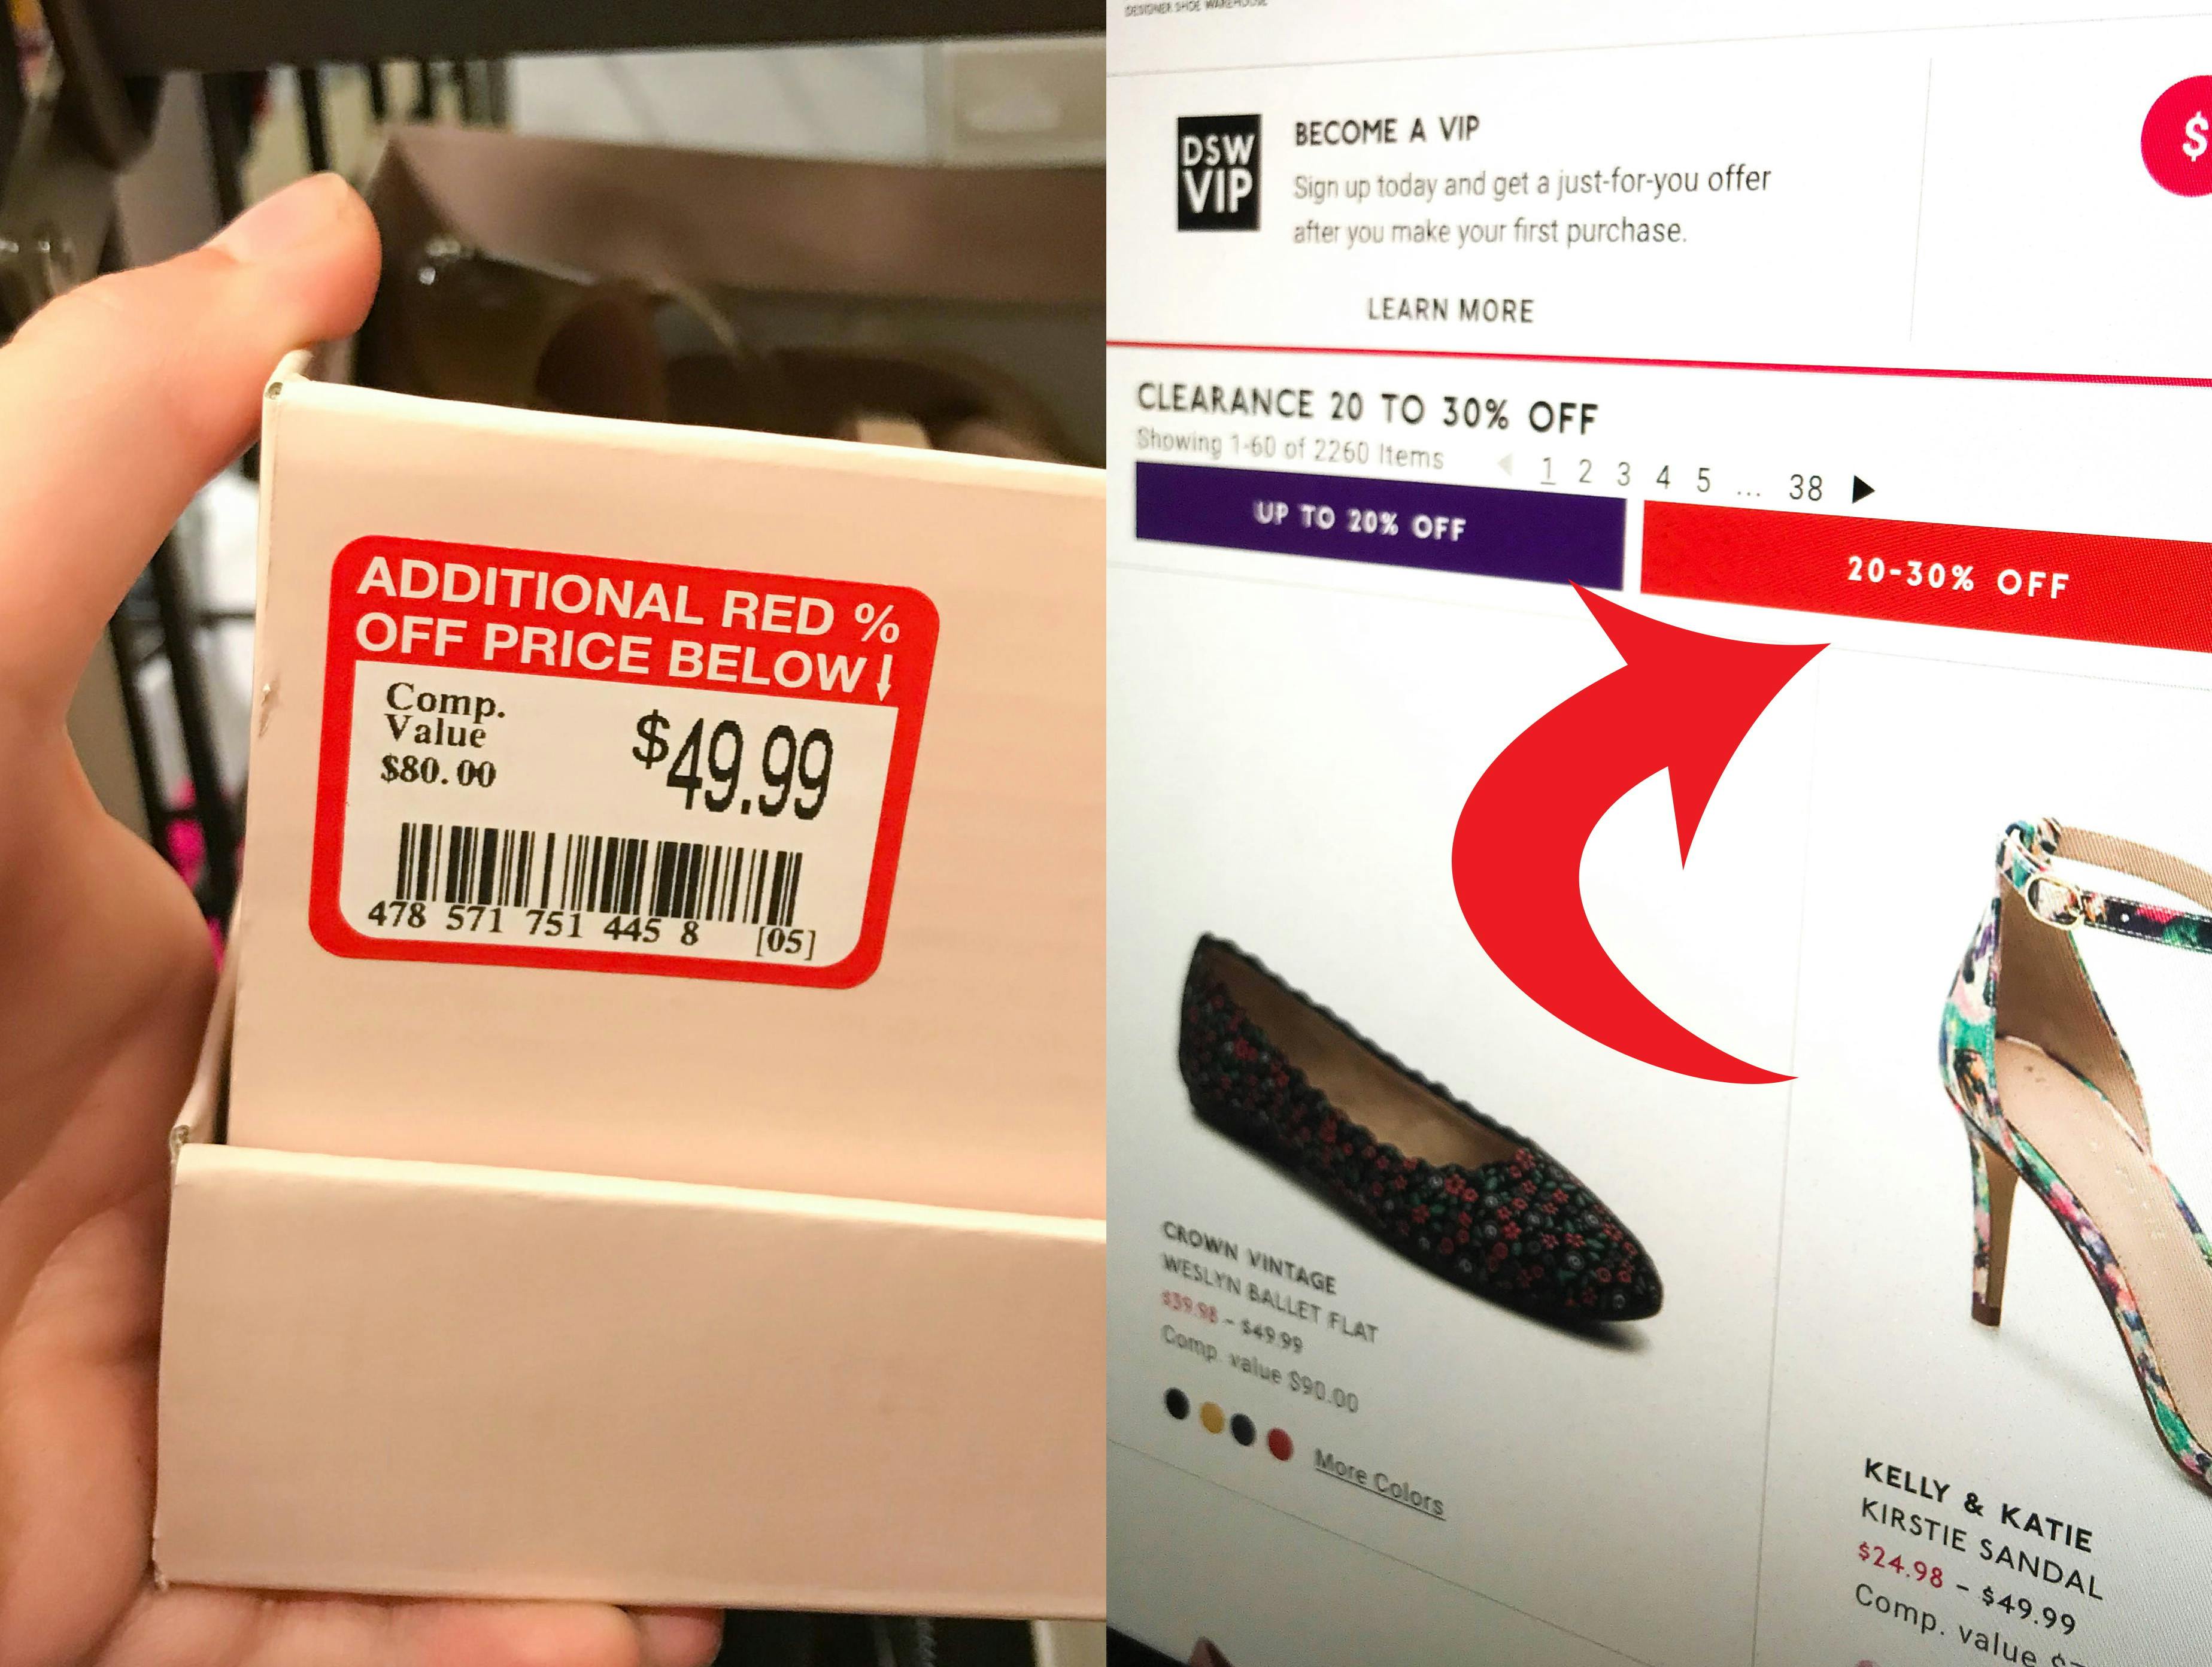 ADDITIONAL RED %
OFF PRICE BELOW↓
Comp.
Value
$80.00
$49.99
478 571 751 445 8 [05]
DESIGNER SHOE WAREHOUSE
DSW
VIP
BECOME A VIP
Sign up today and get a just-for-you offer
after you make your first purchase.
LEARN MORE
$
CLEARANCE 20 TO 30% OFF
Showing 1-60 of 2260 Items
1 2 3 4 5 ... 38
UP TO 20% OFF
20-30% OFF
CROWN VINTAGE
WESLYN BALLET FLAT
$39.98 - $49.99
Comp. value $90.00
More Colors
KELLY & KATIE
KIRSTIE SANDAL
$24.98 - $49.99
Comp. value